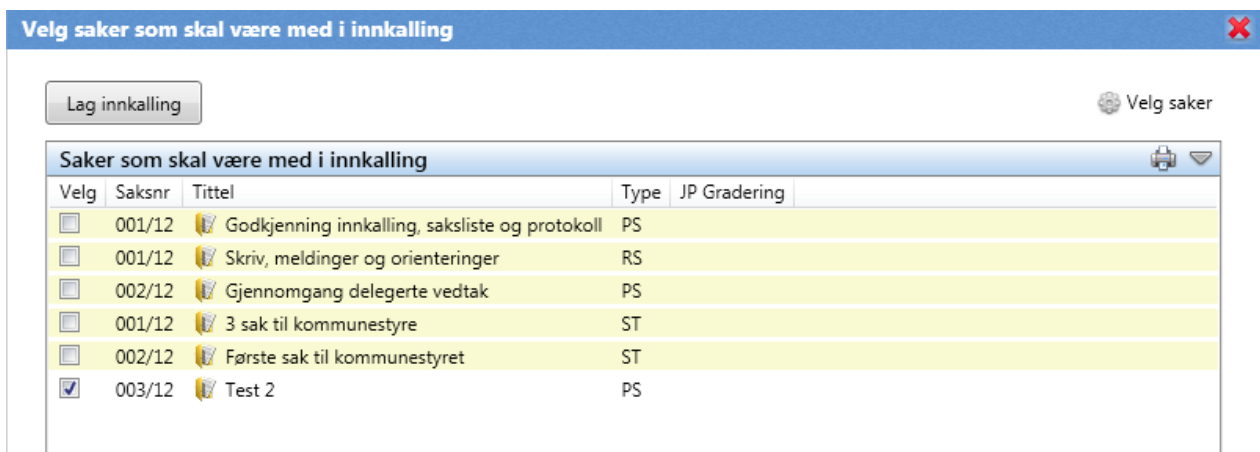 Velg saker som skal være med i innkalling
Lag innkalling Velg saker
Saker som skal være med i innkalling
Velg Saksnr Tittel Type JP Gradering
001/12 Godkjenning innkalling, saksliste og protokoll PS
001/12 Skriv, meldinger og orienteringer RS
002/12 Gjennomgang delegerte vedtak PS
001/12 3 sak til kommunestyre ST
002/12 Første sak til kommunestyret ST
003/12 Test 2 PS